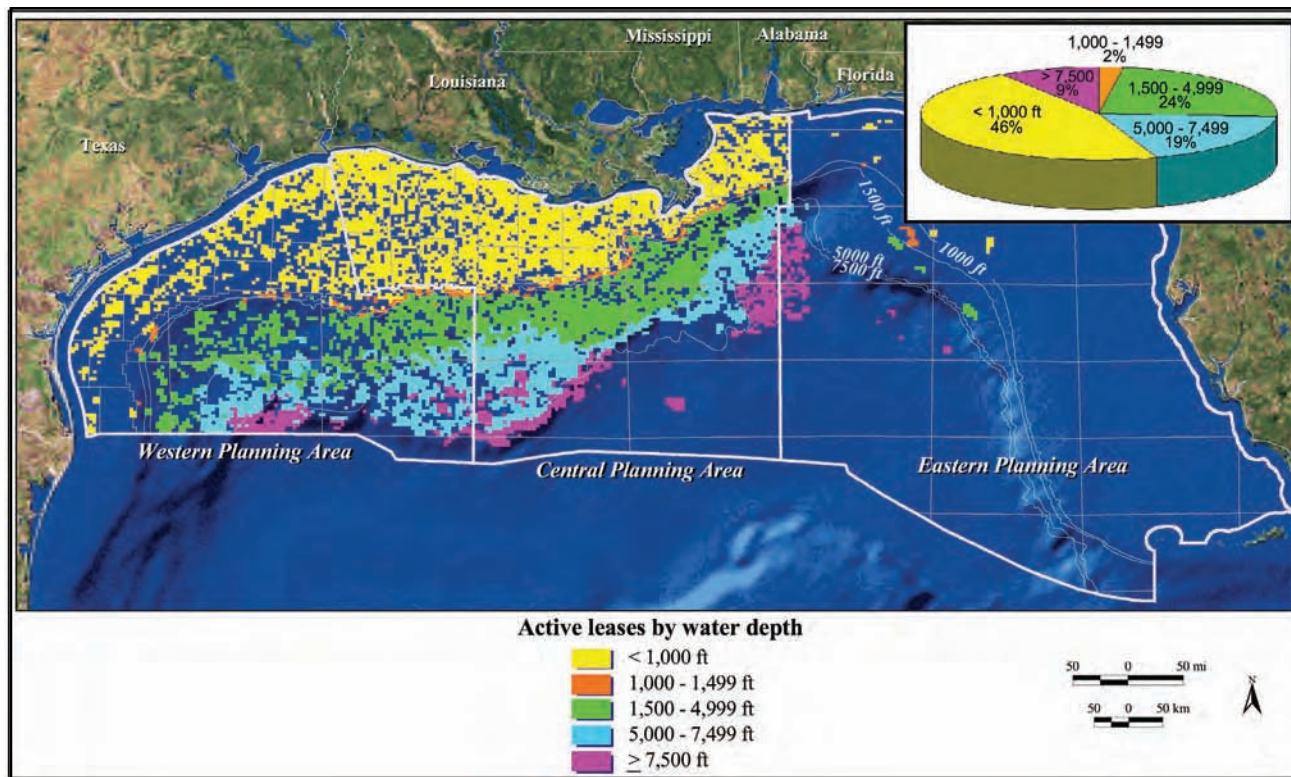 Mississippi
Alabama
Louisiana
Florida
Texas
1,000 - 1,499
2%
> 7,500
9%
1,500 - 4,999
24%
< 1,000 ft
46%
5,000 - 7,499
19%
1500 ft
1000 ft
5000 ft
7500 ft
Western Planning Area
Central Planning Area
Eastern Planning Area
Active leases by water depth
< 1,000 ft
1,000 - 1,499 ft
1,500 - 4,999 ft
5,000 - 7,499 ft
≥ 7,500 ft
50 0 50 mi
50 0 50 km
N